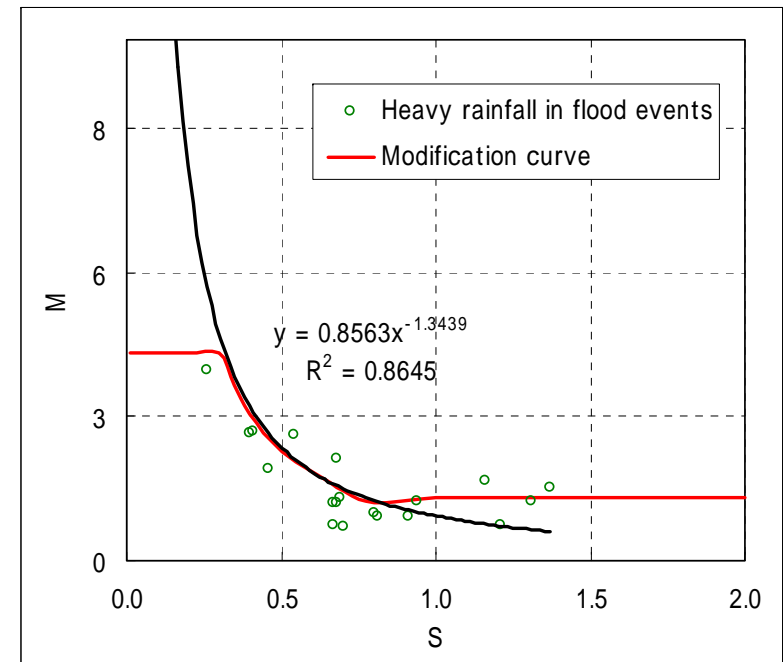 Heavy rainfall in flood events
Modification curve
8
6
3
0
M
y = 0.8563x^-1.3439
R² = 0.8645
0.0 0.5 1.0 1.5 2.0
S